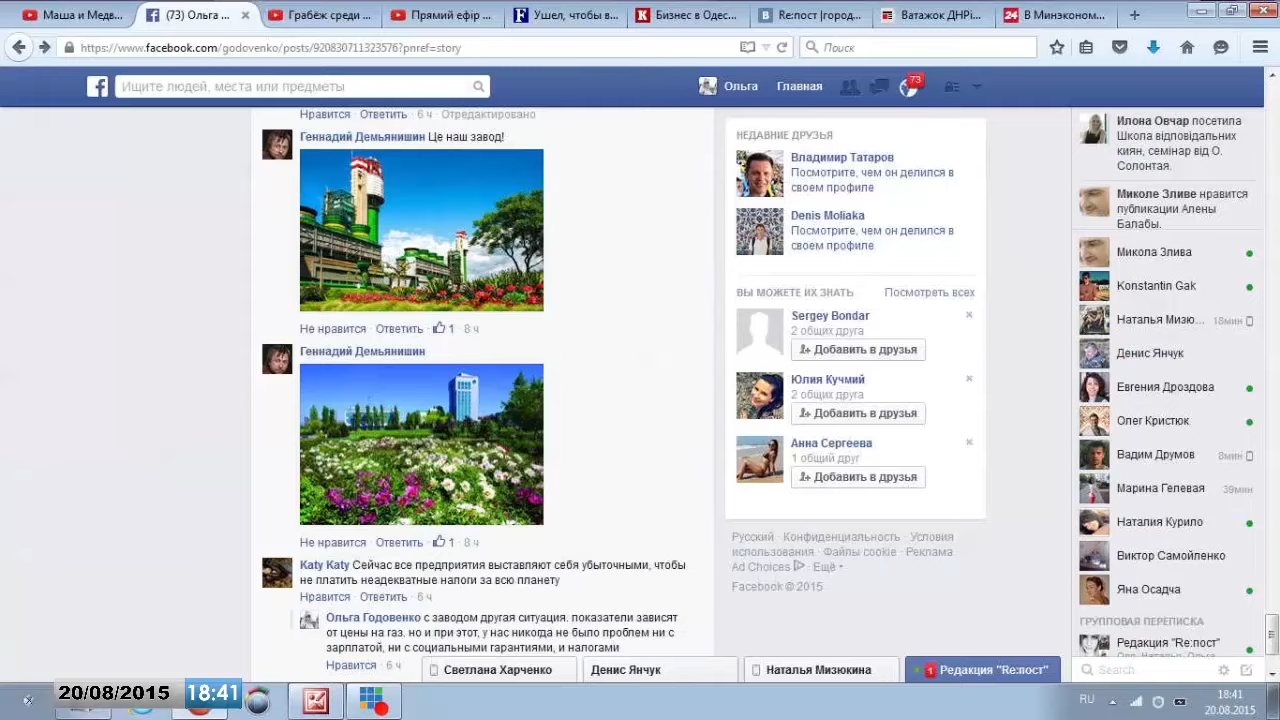 Маша и Медв...
(73) Ольга ...
Грабёж среди ...
Прямий ефір ...
Ушел, чтобы в...
Бизнес в Одес...
Re:пост |город...
Ватажок ДНРі...
В Минэконом...
https://www.facebook.com/godovenko/posts/920830711323576?pnref=story
Поиск
Ищите людей, места или предметы
Ольга
Главная
73
Нравится · Ответить · 6 ч · Отредактировано
Геннадий Демьянишин Це наш завод!
Не нравится · Ответить · 1 · 8 ч
Геннадий Демьянишин
Не нравится · Ответить · 1 · 8 ч
Katy Katy Сейчас все предприятия выставляют себя убыточными, чтобы
не платить неадекватные налоги за всю планету
Нравится · Ответить · 6 ч
Ольга Годовенко с заводом другая ситуация. показатели зависят
от цены на газ. но и при этот, у нас никогда не было проблем ни с
зарплатой, ни с социальными гарантиями, и налогами
Нравится · 6 ч
НЕДАВНИЕ ДРУЗЬЯ
Владимир Татаров
Посмотрите, чем он делился в
своем профиле
Denis Moliaka
Посмотрите, чем он делился в
своем профиле
ВЫ МОЖЕТЕ ИХ ЗНАТЬ
Посмотреть всех
Sergey Bondar
2 общих друга
Добавить в друзья
Юлия Кучмий
2 общих друга
Добавить в друзья
Анна Сергеева
1 общий друг
Добавить в друзья
Русский · Конфиденциальность · Условия
использования · Файлы cookie · Реклама
Ad Choices · Ещё
Facebook © 2015
Илона Овчар посетила
Школа відповідальних
киян, семінар від О.
Солонтая.
Миколе Зливе нравится
публикации Алены
Балабы.
Микола Злива
Konstantin Gak
Наталья Мизю... 18мин
Денис Янчук
Евгения Дроздова
Олег Кристюк
Вадим Друмов 8мин
Марина Гелевая 39мин
Наталия Курило
Виктор Самойленко
Яна Осадча
ГРУППОВАЯ ПЕРЕПИСКА
Редакция "Re:пост"
Search
Светлана Харченко
Денис Янчук
Наталья Мизюкина
1 Редакция "Re:пост"
20/08/2015 18:41
RU
18:41
20.08.2015